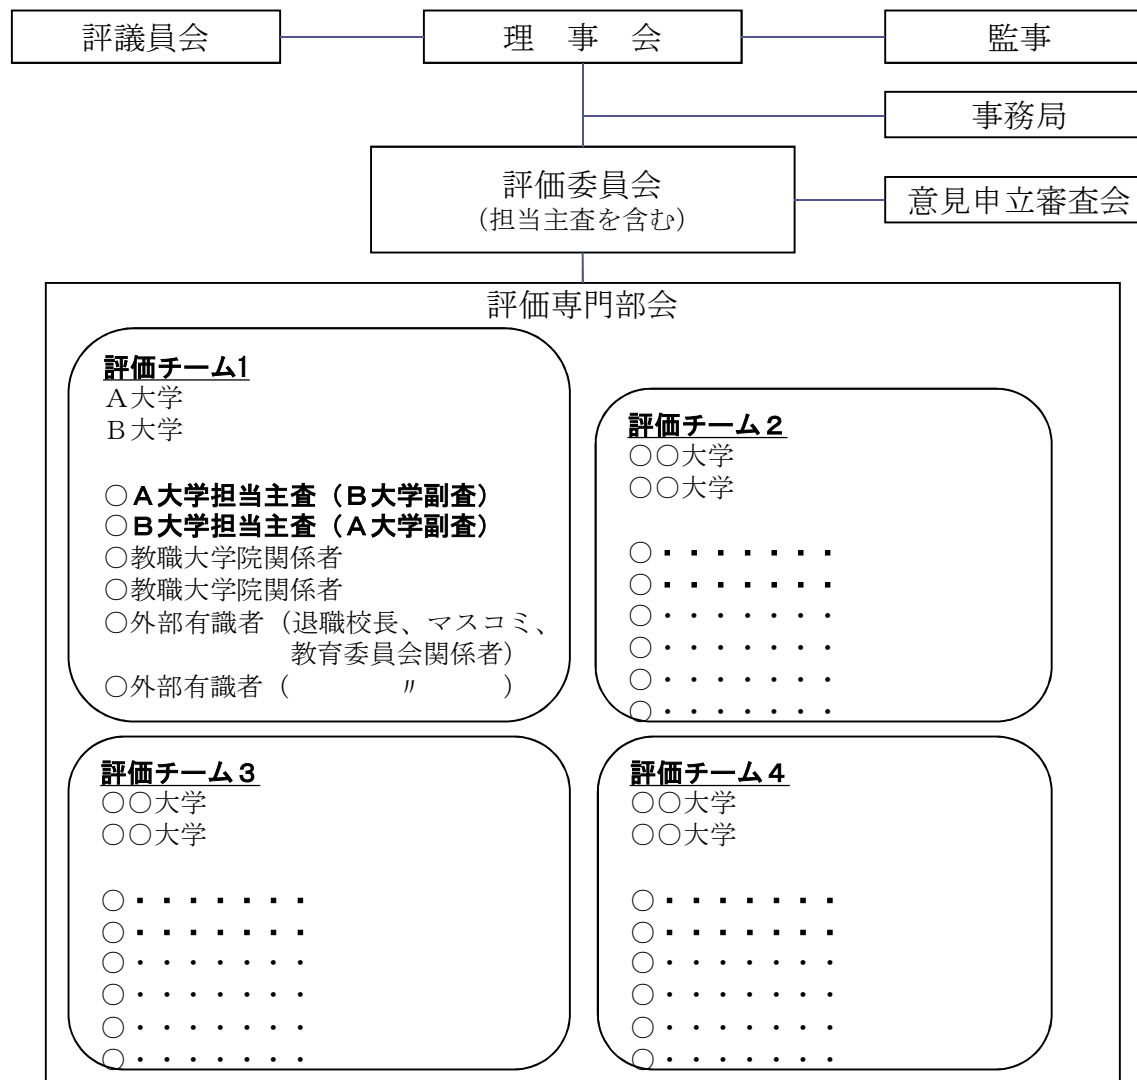 評議員会
理　事　会
監事
事務局
評価委員会
（担当主査を含む）
意見申立審査会
評価専門部会
評価チーム1
Ａ大学
Ｂ大学
○Ａ大学担当主査（Ｂ大学副査）
○Ｂ大学担当主査（Ａ大学副査）
○教職大学院関係者
○教職大学院関係者
○外部有識者（退職校長、マスコミ、
教育委員会関係者）
○外部有識者（　　　〃　　　）
評価チーム２
○○大学
○○大学
○・・・・・・・
○・・・・・・・
○・・・・・・・
○・・・・・・・
○・・・・・・・
○・・・・・・・
評価チーム３
○○大学
○○大学
○・・・・・・・
○・・・・・・・
○・・・・・・・
○・・・・・・・
○・・・・・・・
○・・・・・・・
評価チーム４
○○大学
○○大学
○・・・・・・・
○・・・・・・・
○・・・・・・・
○・・・・・・・
○・・・・・・・
○・・・・・・・